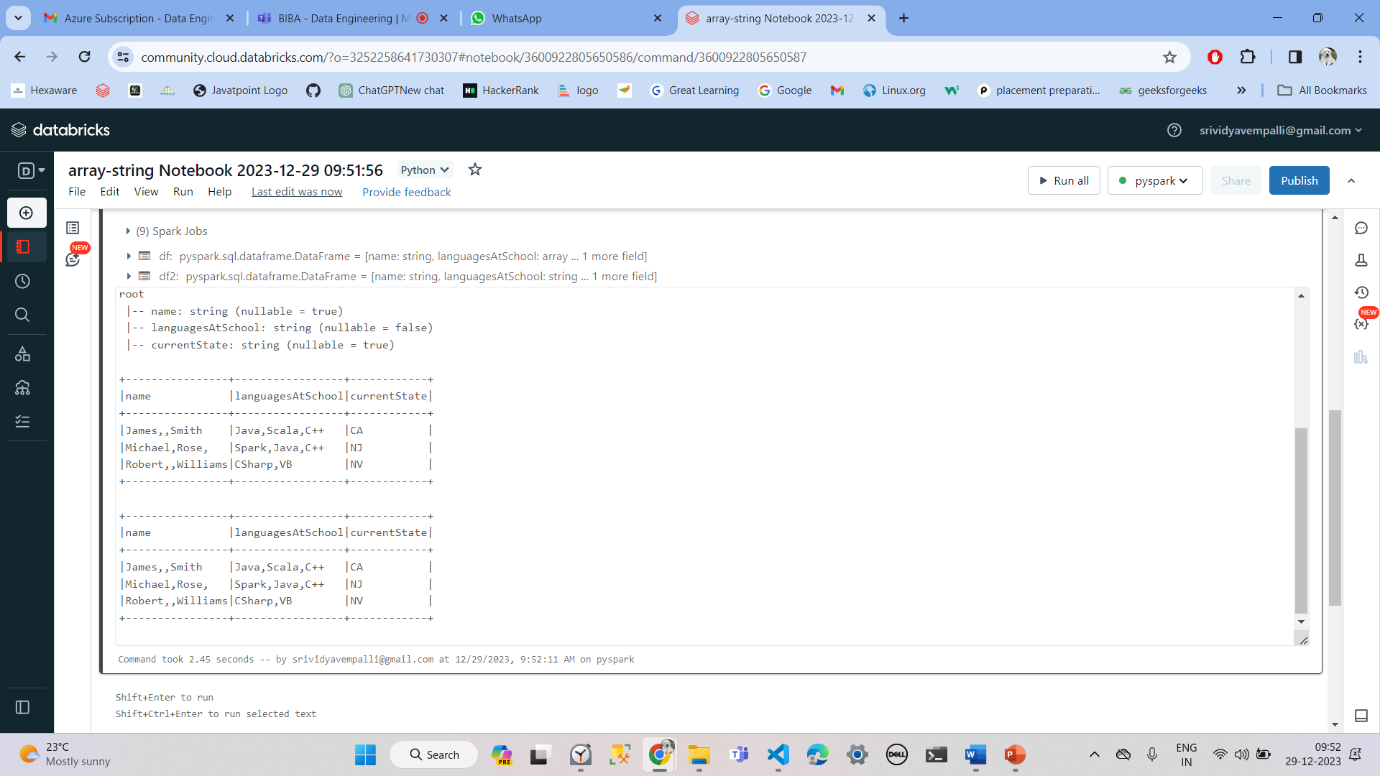 Azure Subscription - Data Engin
BIBA - Data Engineering | M
WhatsApp
array-string Notebook 2023-12
community.cloud.databricks.com/?o=3252258641730307#notebook/3600922805650586/command/3600922805650587
Hexaware
Javatpoint Logo
ChatGPTNew chat
HackerRank
logo
Great Learning
Google
Linux.org
placement preparati...
geeksforgeeks
All Bookmarks
databricks
srividyavempalli@gmail.com
D
array-string Notebook 2023-12-29 09:51:56
Python
File Edit View Run Help Last edit was now Provide feedback
Run all
pyspark
Share
Publish
NEW
NEW
(9) Spark Jobs
df: pyspark.sql.dataframe.DataFrame = [name: string, languagesAtSchool: array ... 1 more field]
df2: pyspark.sql.dataframe.DataFrame = [name: string, languagesAtSchool: string ... 1 more field]
root
|-- name: string (nullable = true)
|-- languagesAtSchool: string (nullable = false)
|-- currentState: string (nullable = true)
+----------------+-----------------+------------+
|name            |languagesAtSchool|currentState|
+----------------+-----------------+------------+
|James,,Smith    |Java,Scala,C++   |CA          |
|Michael,Rose,   |Spark,Java,C++   |NJ          |
|Robert,,Williams|CSharp,VB        |NV          |
+----------------+-----------------+------------+
+----------------+-----------------+------------+
|name            |languagesAtSchool|currentState|
+----------------+-----------------+------------+
|James,,Smith    |Java,Scala,C++   |CA          |
|Michael,Rose,   |Spark,Java,C++   |NJ          |
|Robert,,Williams|CSharp,VB        |NV          |
+----------------+-----------------+------------+
Command took 2.45 seconds -- by srividyavempalli@gmail.com at 12/29/2023, 9:52:11 AM on pyspark
Shift+Enter to run
Shift+Ctrl+Enter to run selected text
23°C
Mostly sunny
Search
PRE
DELL
ENG
IN
09:52
29-12-2023